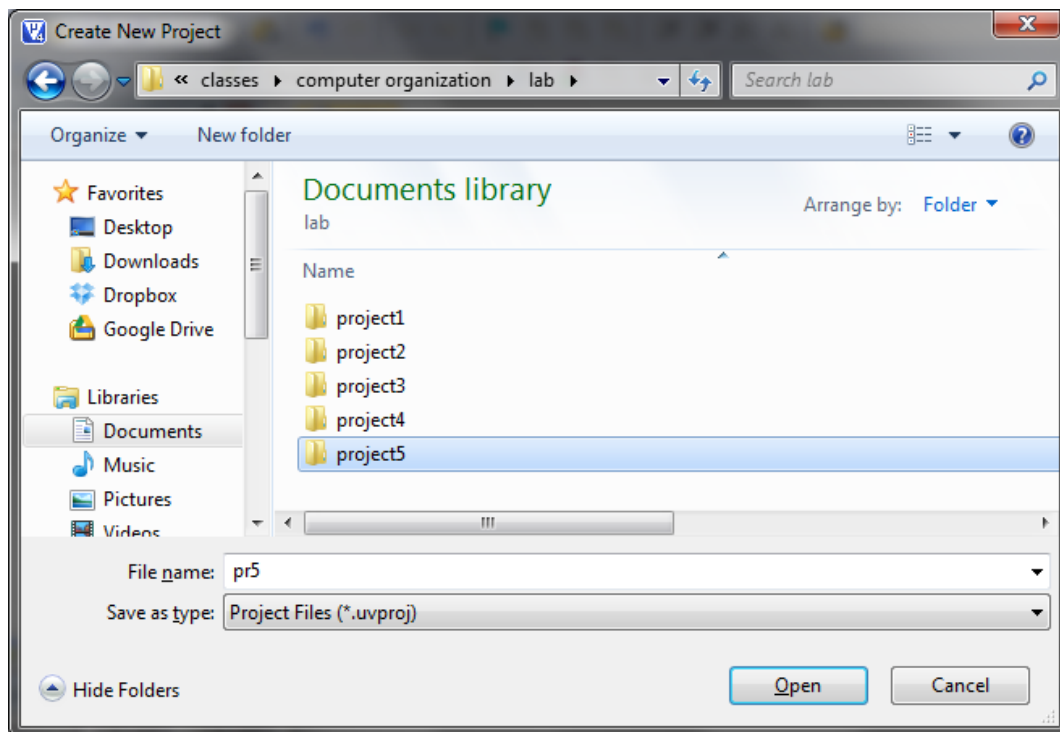 Create New Project
« classes ▸ computer organization ▸ lab ▸
Search lab
Organize
New folder
Favorites
Desktop
Downloads
Dropbox
Google Drive
Libraries
Documents
Music
Pictures
Videos
Documents library
lab
Arrange by: Folder
Name
project1
project2
project3
project4
project5
File name: pr5
Save as type: Project Files (*.uvproj)
Hide Folders
Open
Cancel